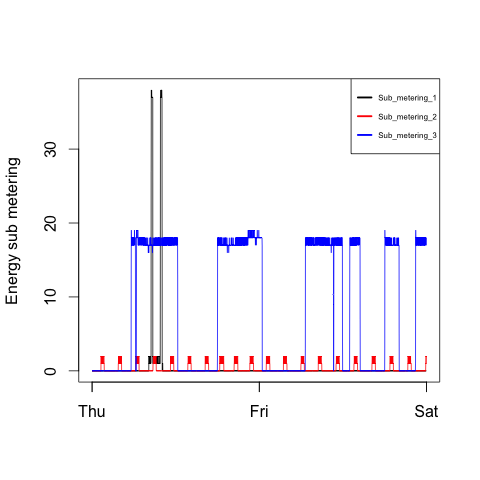 Sub_metering_1
Sub_metering_2
Sub_metering_3
Energy sub metering
30
20
10
0
Thu Fri Sat